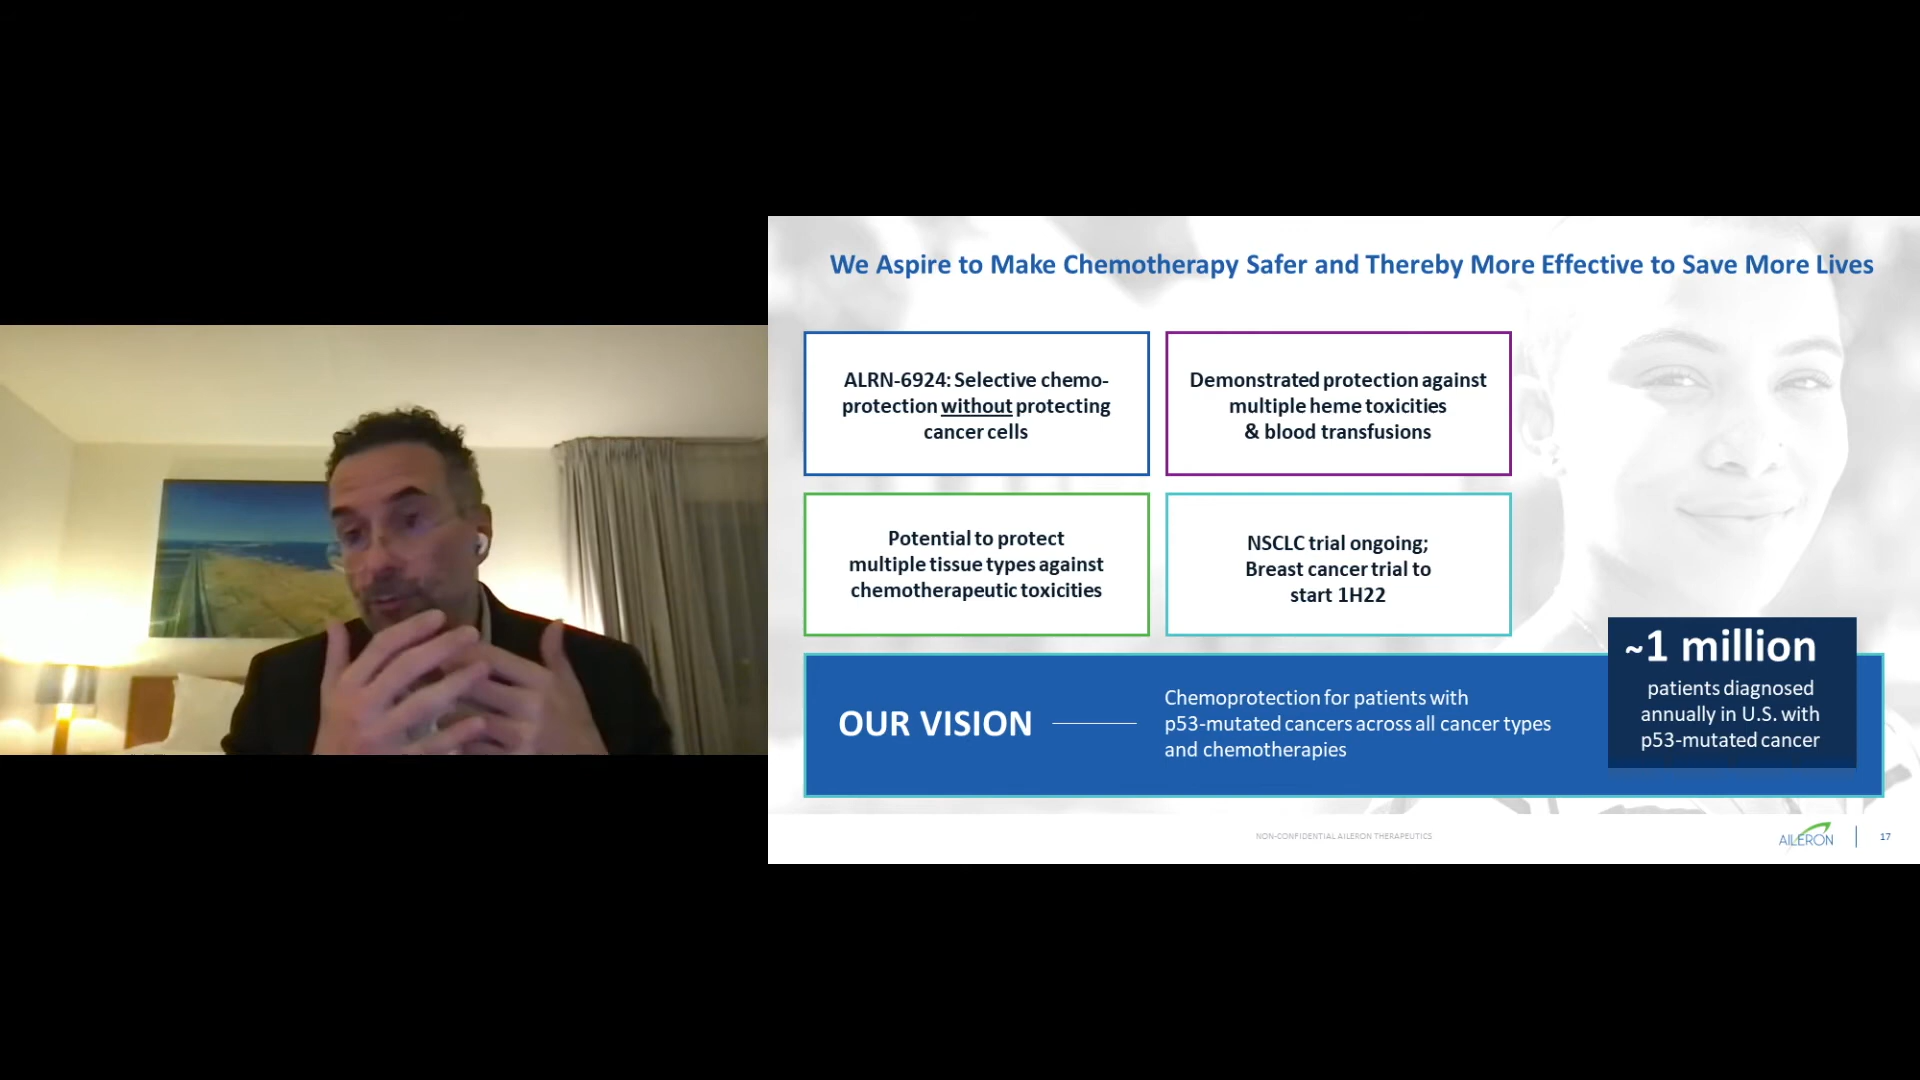 We Aspire to Make Chemotherapy Safer and Thereby More Effective to Save More Lives
ALRN-6924: Selective chemo-
protection without protecting
cancer cells
Demonstrated protection against
multiple heme toxicities
& blood transfusions
Potential to protect
multiple tissue types against
chemotherapeutic toxicities
NSCLC trial ongoing;
Breast cancer trial to
start 1H22
OUR VISION
Chemoprotection for patients with
p53-mutated cancers across all cancer types
and chemotherapies
~1 million
patients diagnosed
annually in U.S. with
p53-mutated cancer
NON-CONFIDENTIAL AILERON THERAPEUTICS
AILERON
17